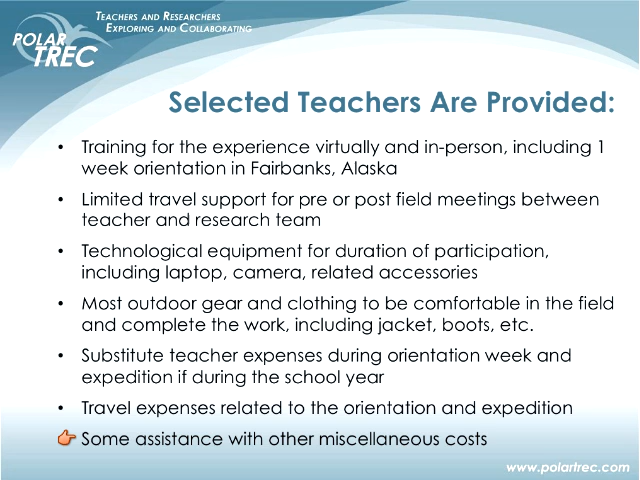 TEACHERS AND RESEARCHERS
EXPLORING AND COLLABORATING
POLAR
TREC
Selected Teachers Are Provided:
• Training for the experience virtually and in-person, including 1
week orientation in Fairbanks, Alaska
• Limited travel support for pre or post field meetings between
teacher and research team
• Technological equipment for duration of participation,
including laptop, camera, related accessories
• Most outdoor gear and clothing to be comfortable in the field
and complete the work, including jacket, boots, etc.
• Substitute teacher expenses during orientation week and
expedition if during the school year
• Travel expenses related to the orientation and expedition
Some assistance with other miscellaneous costs
www.polartrec.com